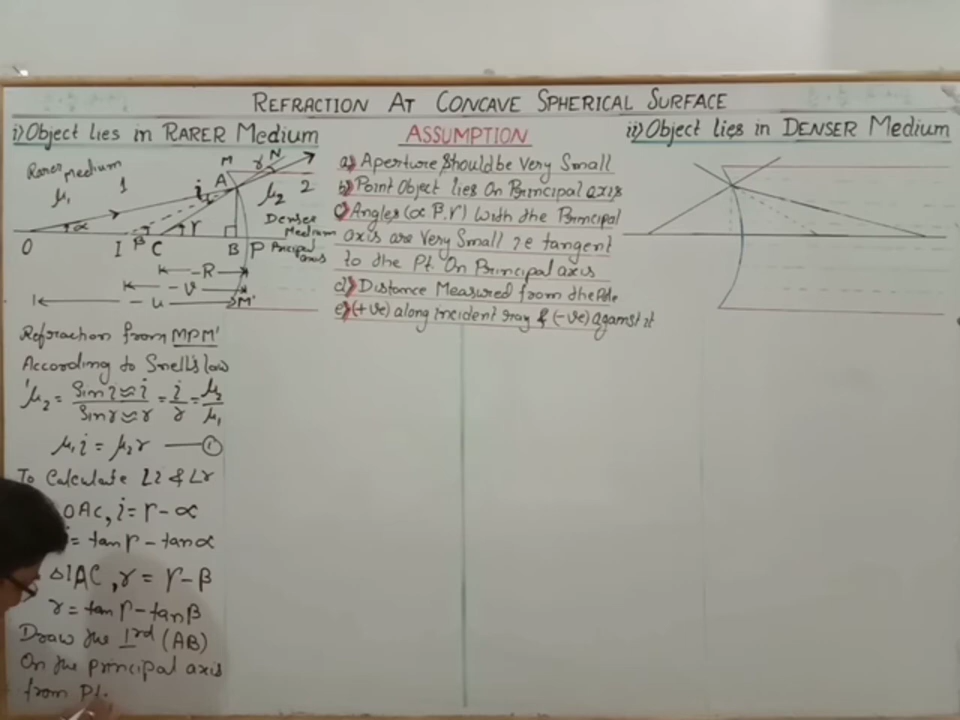 REFRACTION AT CONCAVE SPHERICAL SURFACE
i) Object lies in RARER Medium
Rarer medium
μ₁
1
M
N
r
A
i
μ₂
2
Denser
Medium
α
β
γ
O
I
C
B
P
Principal
axis
-R
-v
-u
M'
Refraction from MPM'
According to Snell's law
¹μ₂ = Sin i ≈ i / Sin r ≈ r = i/r = μ₂/μ₁
μ₁i = μ₂r — ①
To Calculate ∠i & ∠r
OAC, i = γ - α
= tan γ - tan α
△IAC, r = γ - β
r = tan γ - tan β
Draw the ⊥rd (AB)
On the principal axis
from Pt.
ASSUMPTION
a) Aperture Should be Very Small
b) Point Object lies On Principal axis
c) Angles (α β, γ) with the Principal
axis are Very Small i.e tangent
to the Pt. On Principal axis
d) Distance Measured from the Pole
e) (+ve) along incident ray & (-ve) against it
ii) Object lies in DENSER Medium